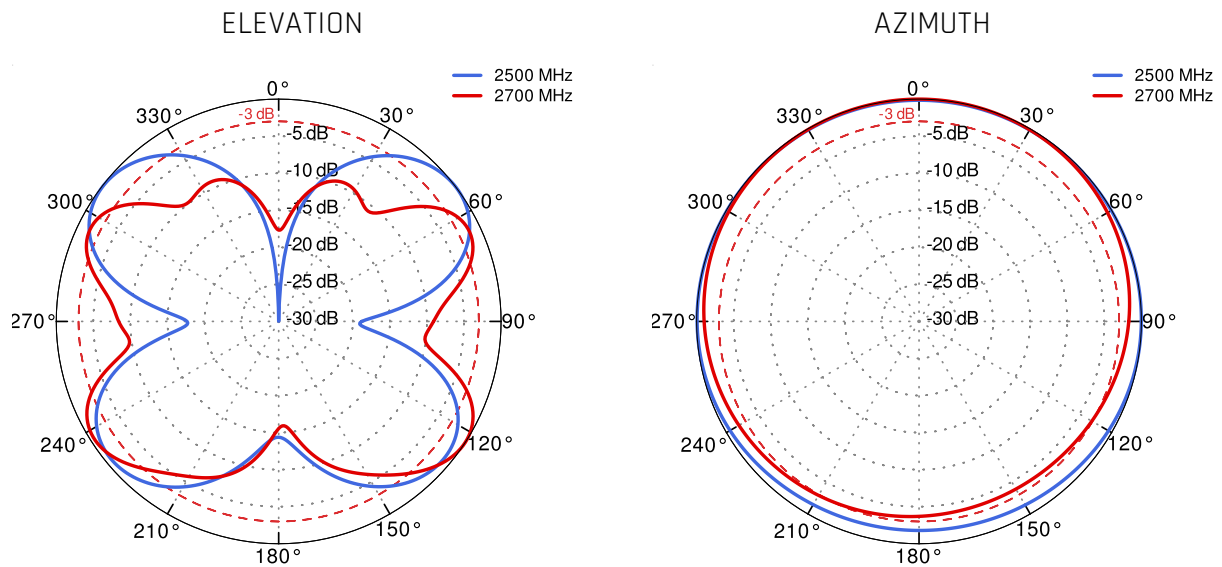 ELEVATION
2500 MHz
2700 MHz
0°
-3 dB
330°
30°
-5 dB
-10 dB
300°
60°
-15 dB
-20 dB
-25 dB
270°
-30 dB
90°
240°
120°
210°
150°
180°
AZIMUTH
2500 MHz
2700 MHz
0°
-3 dB
330°
30°
-5 dB
-10 dB
300°
60°
-15 dB
-20 dB
-25 dB
270°
-30 dB
90°
240°
120°
210°
150°
180°